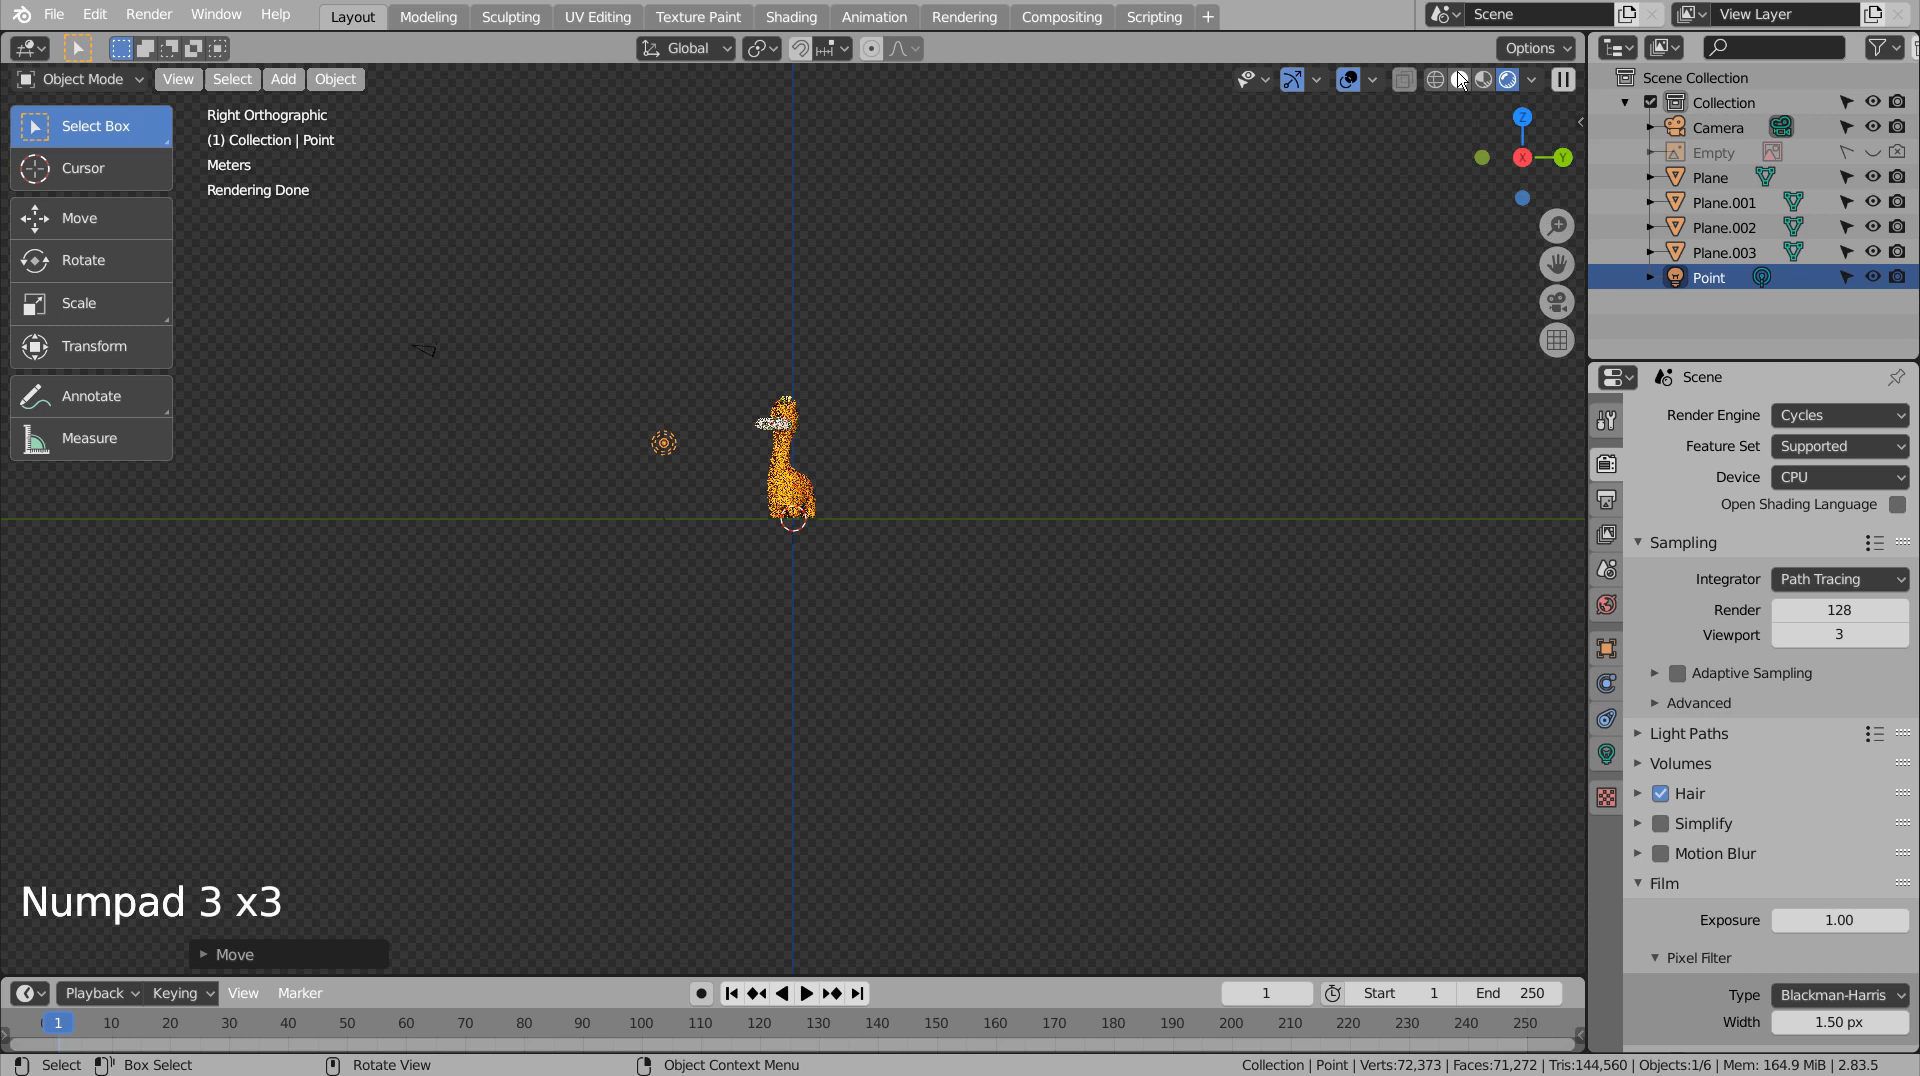 File Edit Render Window Help Layout Modeling Sculpting UV Editing Texture Paint Shading Animation Rendering Compositing Scripting + Scene View Layer
Global Options
Object Mode View Select Add Object
Select Box
Cursor
Move
Rotate
Scale
Transform
Annotate
Measure
Right Orthographic
(1) Collection | Point
Meters
Rendering Done
Z
X
Y
Numpad 3 x3
Move
Scene Collection
Collection
Camera
Empty
Plane
Plane.001
Plane.002
Plane.003
Point
Scene
Render Engine Cycles
Feature Set Supported
Device CPU
Open Shading Language
Sampling
Integrator Path Tracing
Render 128
Viewport 3
Adaptive Sampling
Advanced
Light Paths
Volumes
Hair
Simplify
Motion Blur
Film
Exposure 1.00
Pixel Filter
Type Blackman-Harris
Width 1.50 px
Playback Keying View Marker 1 Start 1 End 250
1 10 20 30 40 50 60 70 80 90 100 110 120 130 140 150 160 170 180 190 200 210 220 230 240 250
Select Box Select Rotate View Object Context Menu Collection | Point | Verts:72,373 | Faces:71,272 | Tris:144,560 | Objects:1/6 | Mem: 164.9 MiB | 2.83.5